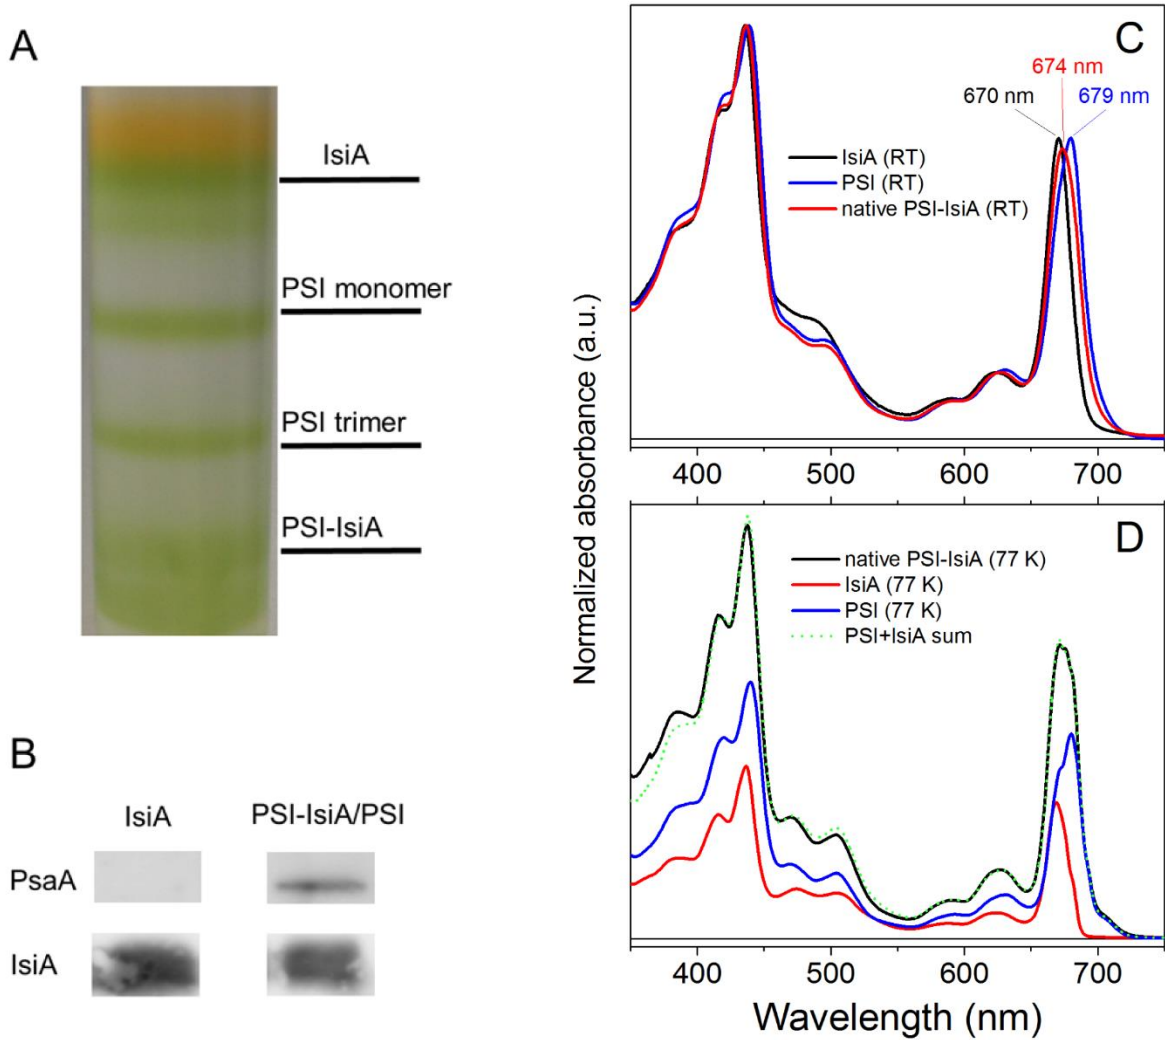 A
IsiA
PSI monomer
PSI trimer
PSI-IsiA
B
IsiA
PSI-IsiA/PSI
PsaA
IsiA
Normalized absorbance (a.u.)
C
674 nm
670 nm
679 nm
IsiA (RT)
PSI (RT)
native PSI-IsiA (RT)
400
500
600
700
D
native PSI-IsiA (77 K)
IsiA (77 K)
PSI (77 K)
PSI+IsiA sum
400
500
600
700
Wavelength (nm)